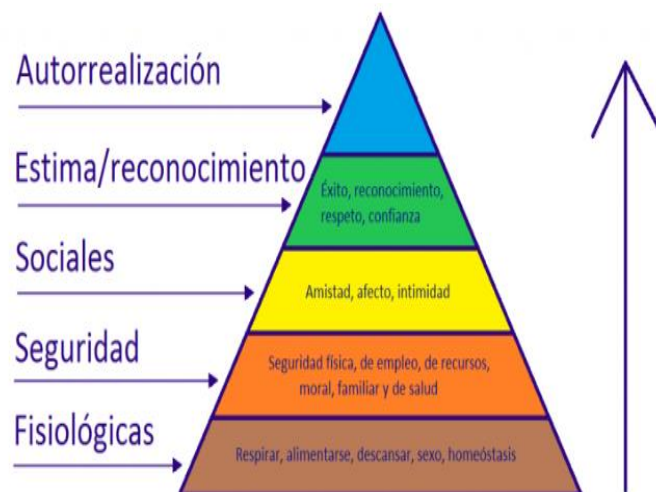 Autorrealización
Estima/reconocimiento
Éxito, reconocimiento,
respeto, confianza
Sociales
Amistad, afecto, intimidad
Seguridad
Seguridad física, de empleo, de recursos,
moral, familiar y de salud
Fisiológicas
Respirar, alimentarse, descansar, sexo, homeóstasis